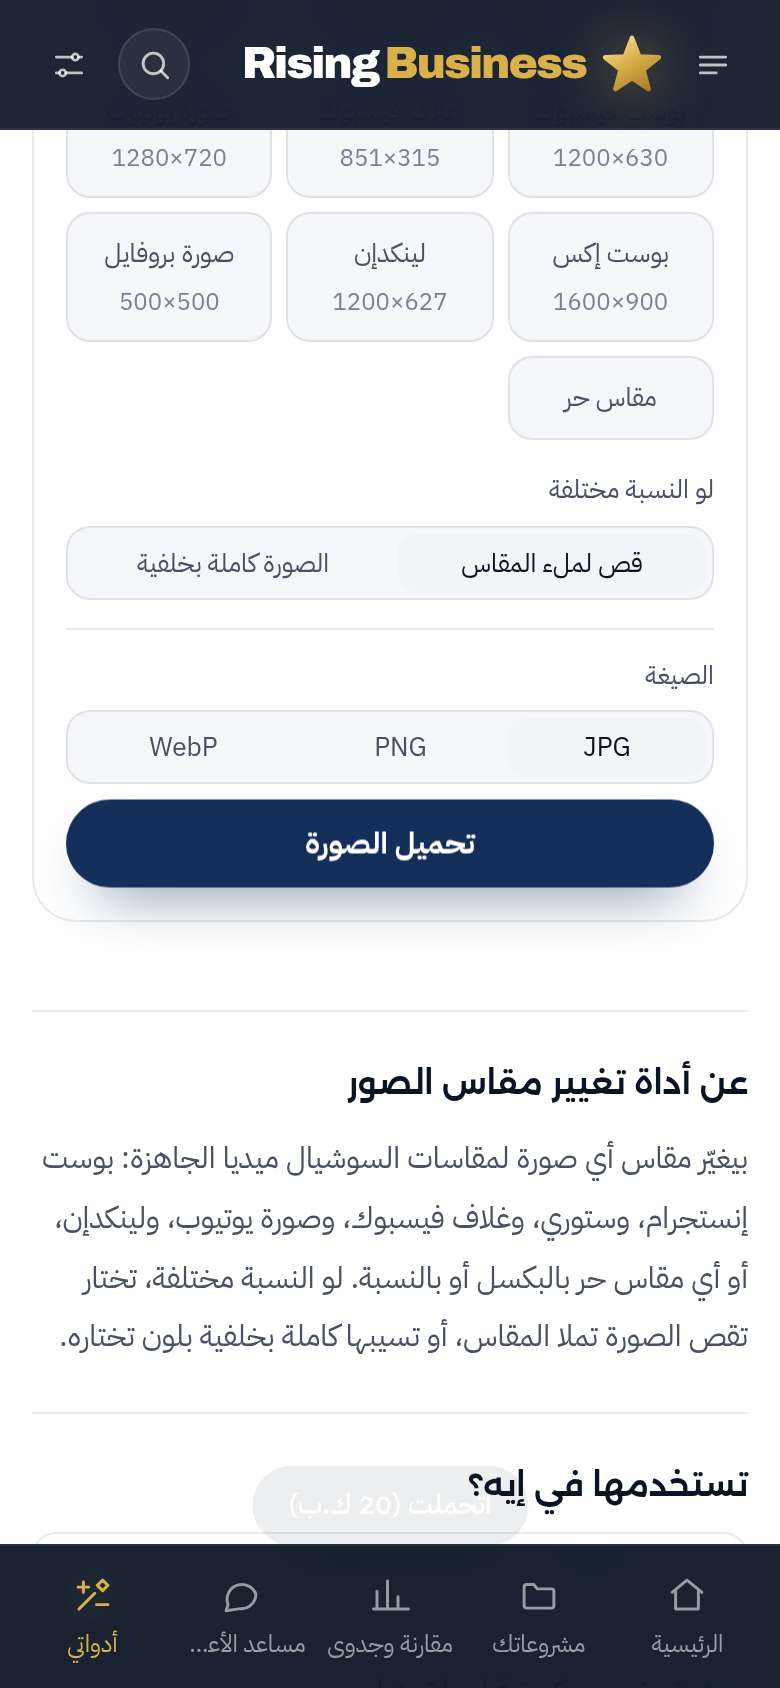 Rising Business
1200×630
851×315
1280×720
بوست إكس
1600×900
لينكدإن
1200×627
صورة بروفايل
500×500
مقاس حر
لو النسبة مختلفة
قص لملء المقاس
الصورة كاملة بخلفية
الصيغة
JPG
PNG
WebP
تحميل الصورة
عن أداة تغيير مقاس الصور
بيغيّر مقاس أي صورة لمقاسات السوشيال ميديا الجاهزة: بوست
إنستجرام، وستوري، وغلاف فيسبوك، وصورة يوتيوب، ولينكدإن،
أو أي مقاس حر بالبكسل أو بالنسبة. لو النسبة مختلفة، تختار
تقص الصورة تملا المقاس، أو تسيبها كاملة بخلفية بلون تختاره.
تستخدمها في إيه؟
اتحملت (20 ك.ب)
الرئيسية
مشروعاتك
مقارنة وجدوى
مساعد الأعـ...
أدواتي